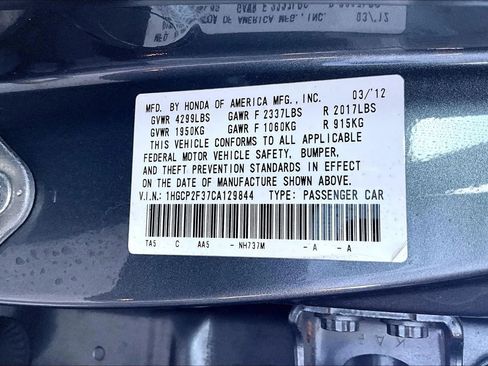 MFD. BY HONDA OF AMERICA MFG., INC. 03/'12
GVWR 4299LBS GAWR F 2337LBS R 2017LBS
GVWR 1950KG GAWR F 1060KG R 915KG
THIS VEHICLE CONFORMS TO ALL APPLICABLE
FEDERAL MOTOR VEHICLE SAFETY, BUMPER,
AND THEFT PREVENTION STANDARDS IN EFFECT
ON THE DATE OF MANUFACTURE SHOWN ABOVE.
V.I.N.: 1HGCP2F37CA129844 TYPE: PASSENGER CAR
TA5 C AA5 - NH737M - A - A